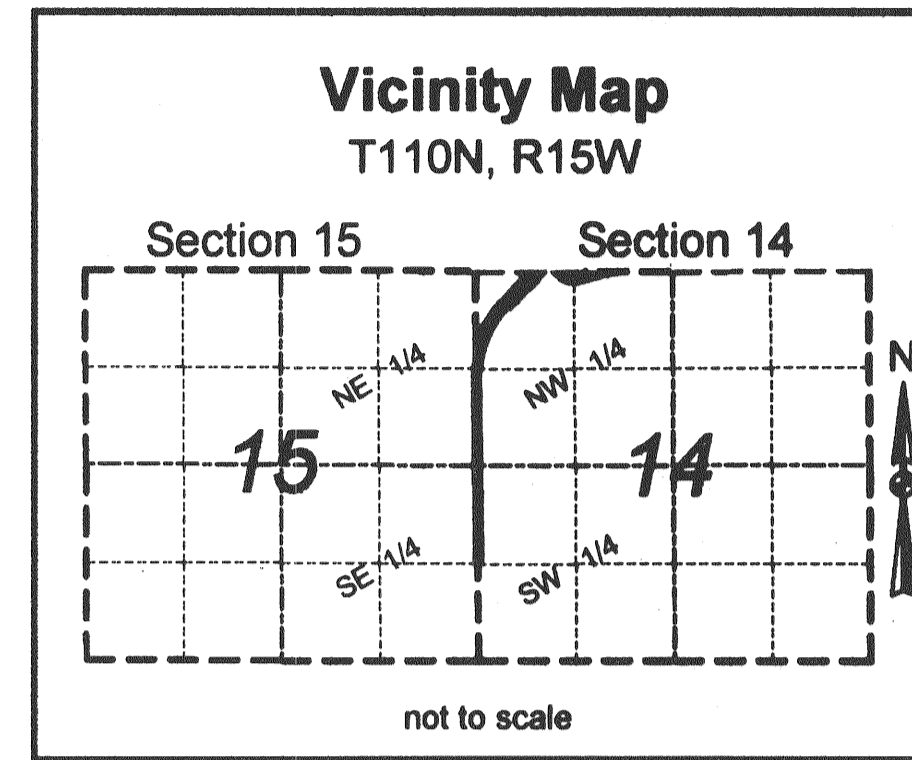 Vicinity Map
T110N, R15W
Section 15 Section 14
N
NE 1/4 NW 1/4
15 14
SE 1/4 SW 1/4
not to scale